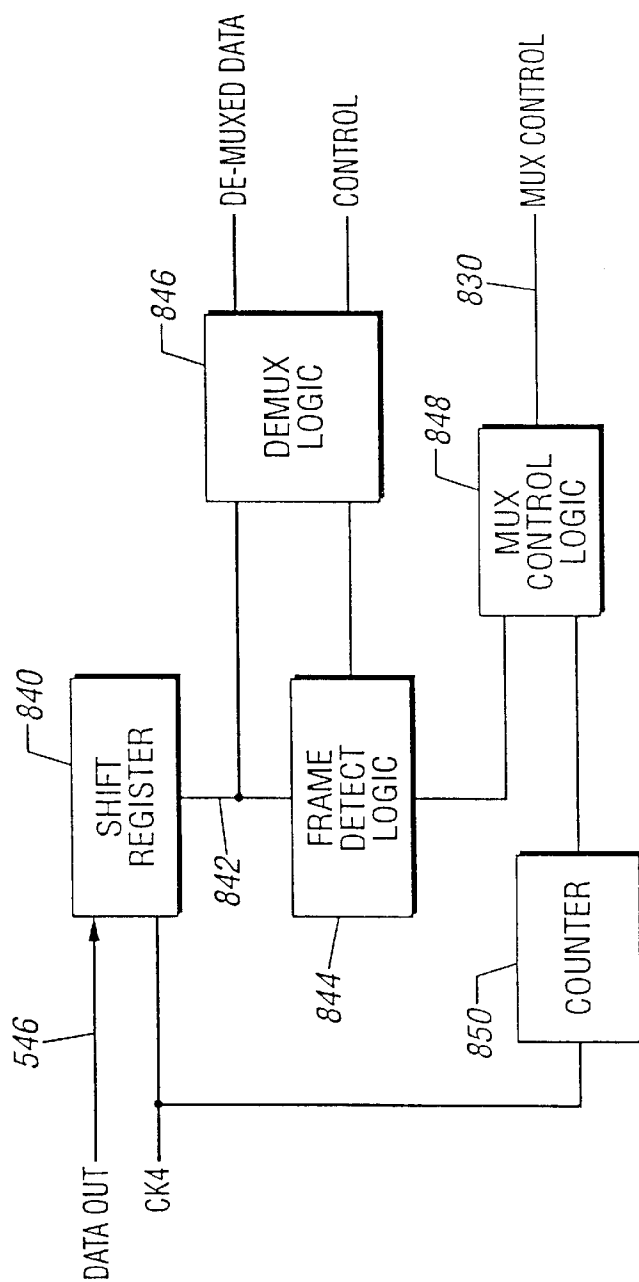 DATA OUT
546
CK4
SHIFT
REGISTER
840
842
FRAME
DETECT
LOGIC
844
COUNTER
850
DEMUX
LOGIC
846
DE-MUXED DATA
CONTROL
MUX
CONTROL
LOGIC
848
830
MUX CONTROL